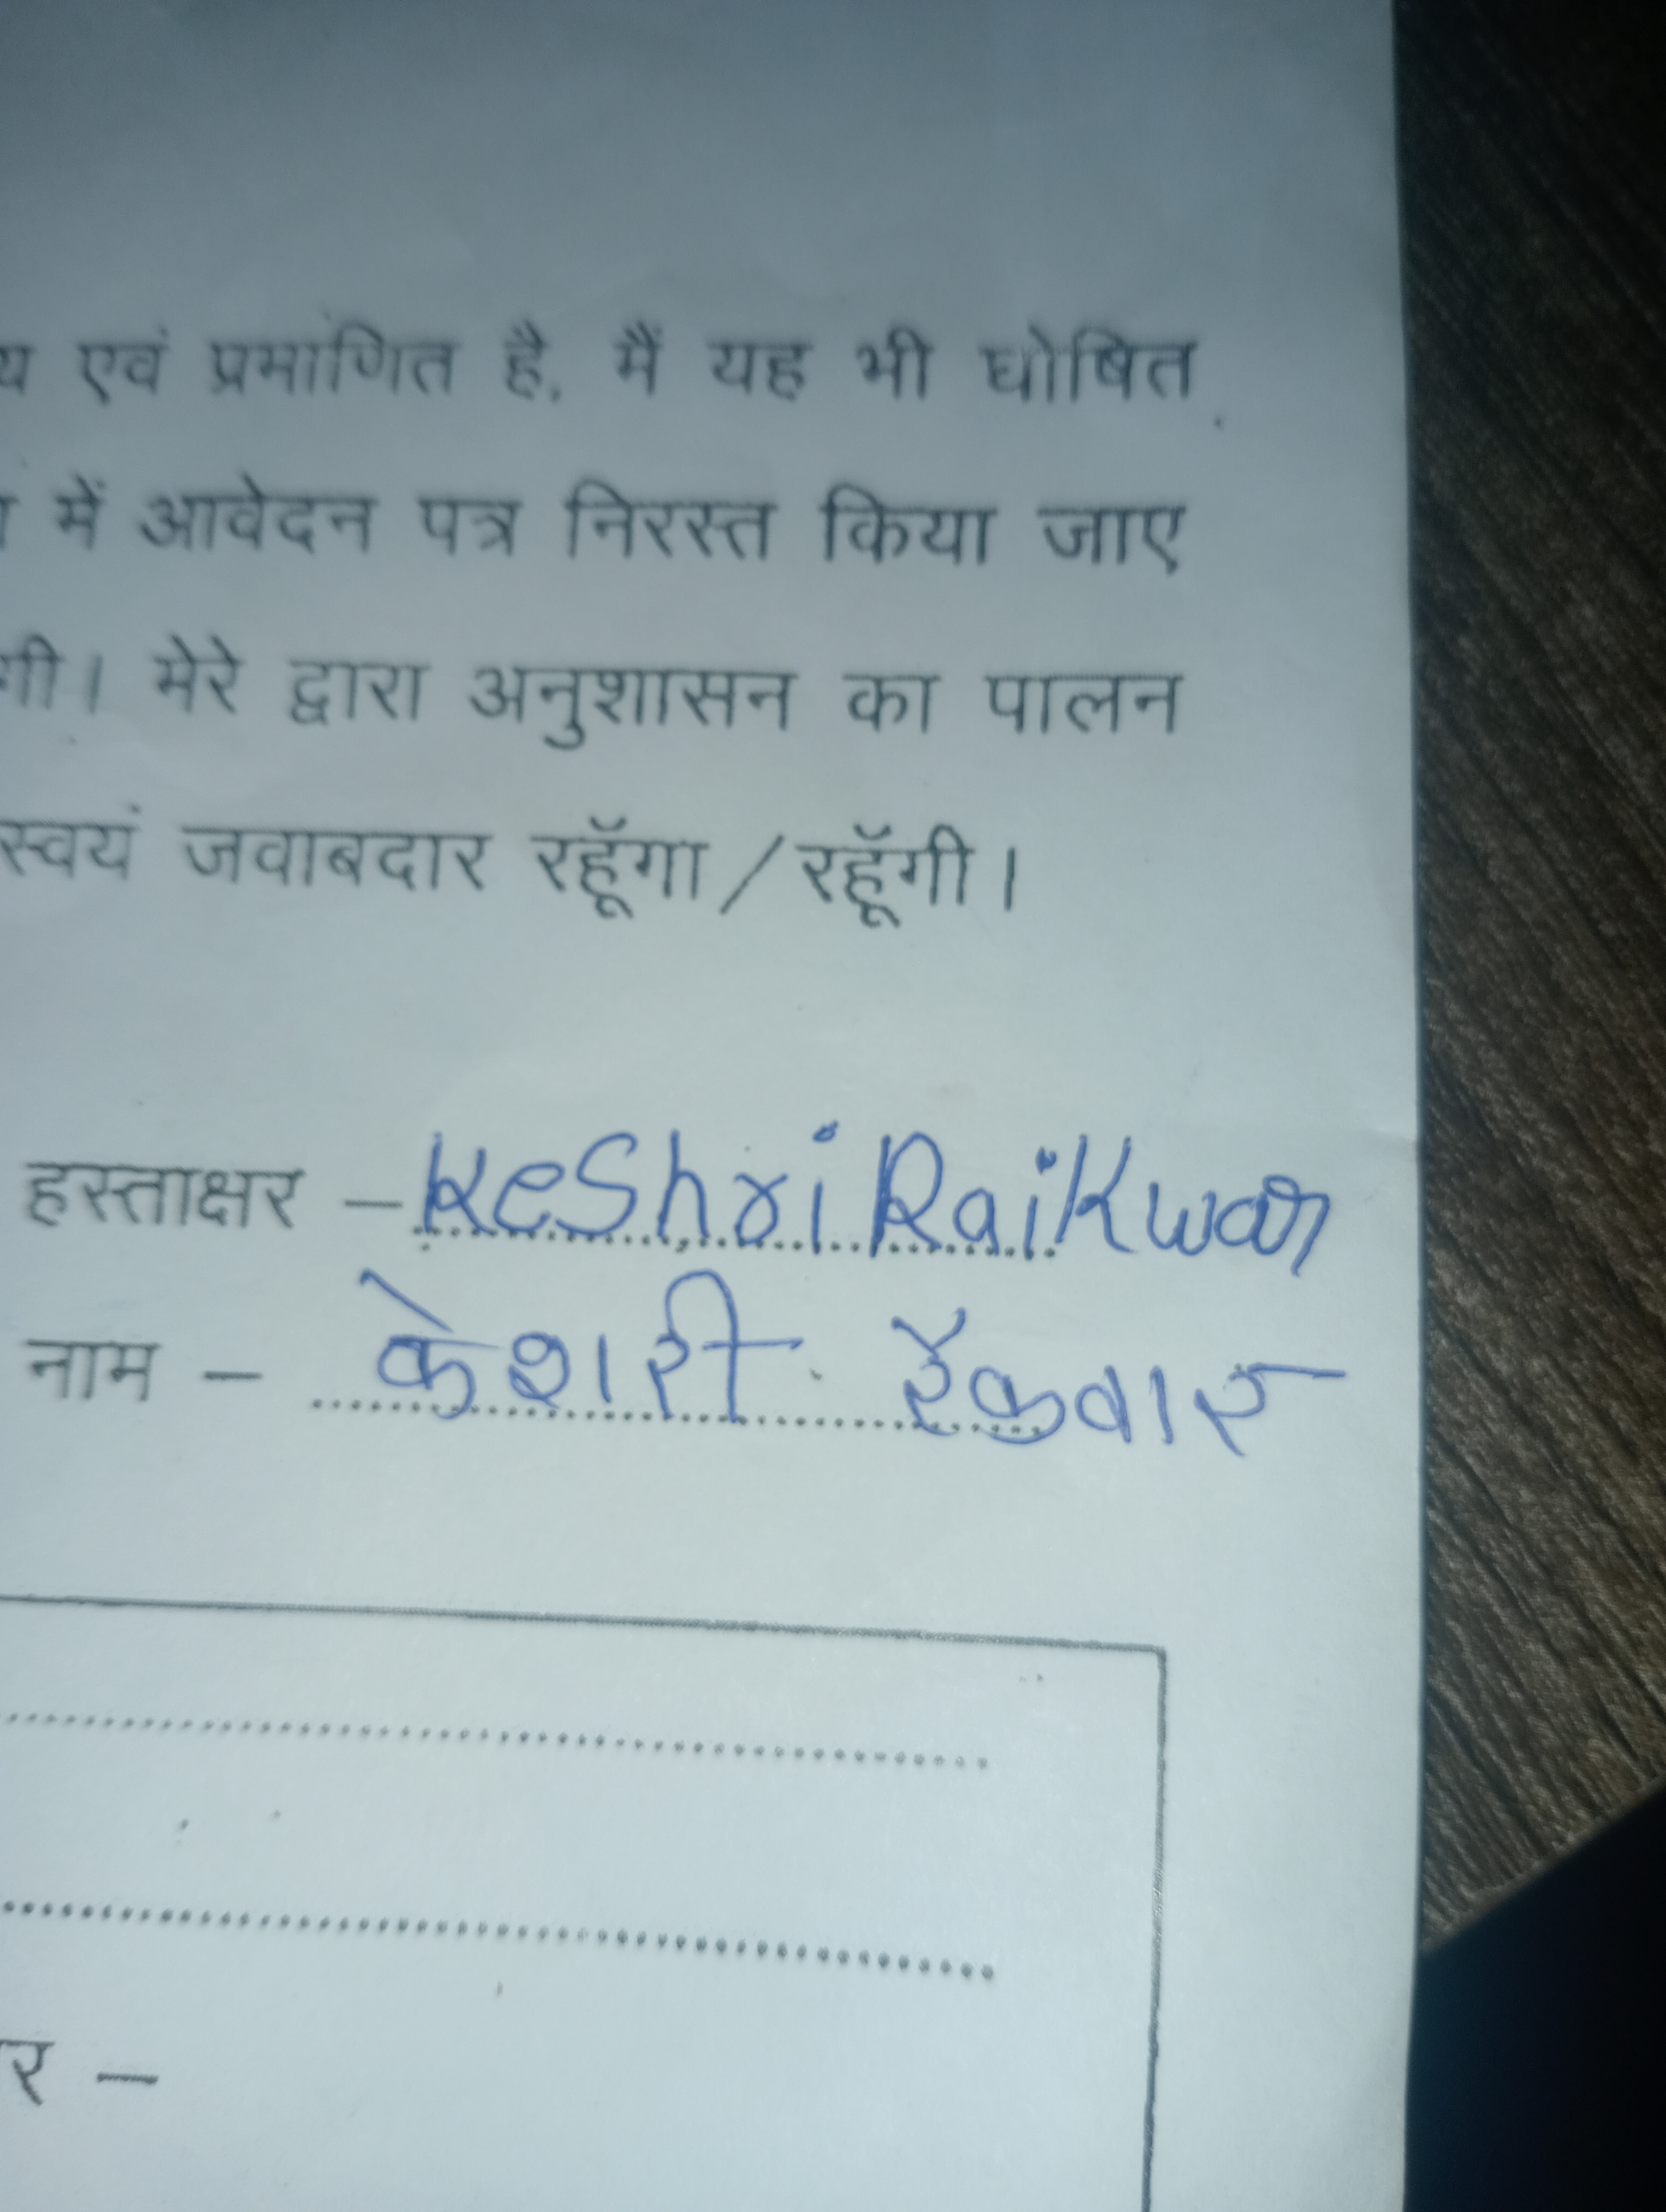 एवं प्रमाणित है, मैं यह भी घोषित
में आवेदन पत्र निरस्त किया जाए
गी। मेरे द्वारा अनुशासन का पालन
स्वयं जवाबदार रहूॅंगा / रहूॅंगी।
हस्ताक्षर – Keshri Raikwar
नाम – केशरी रैकवार
र –